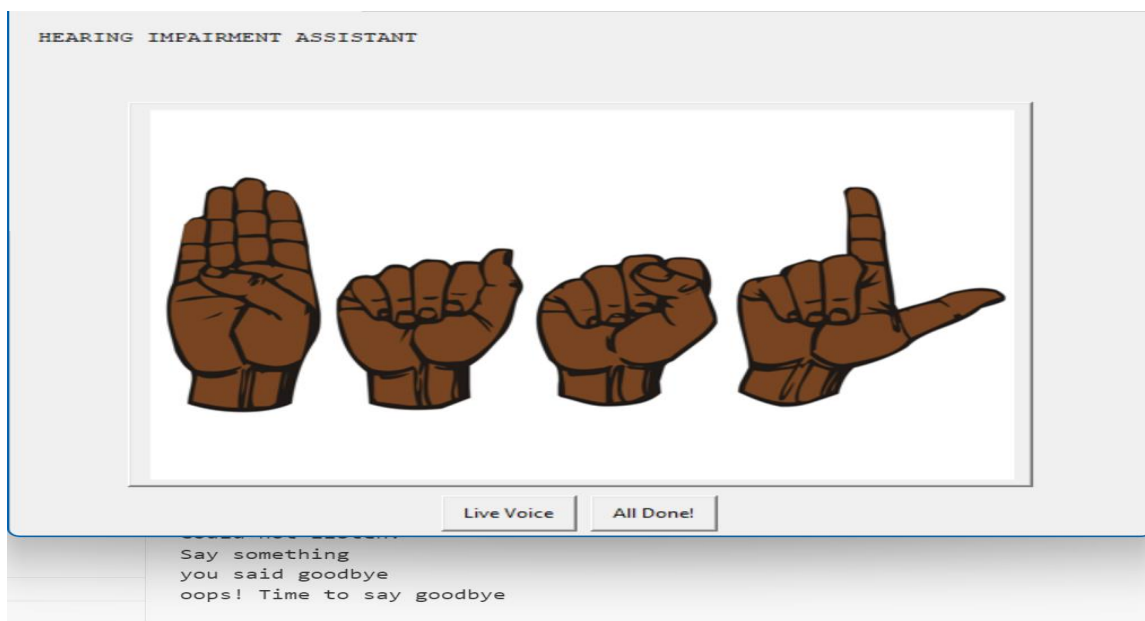 HEARING IMPAIRMENT ASSISTANT
Live Voice
All Done!
Say something
you said goodbye
oops! Time to say goodbye